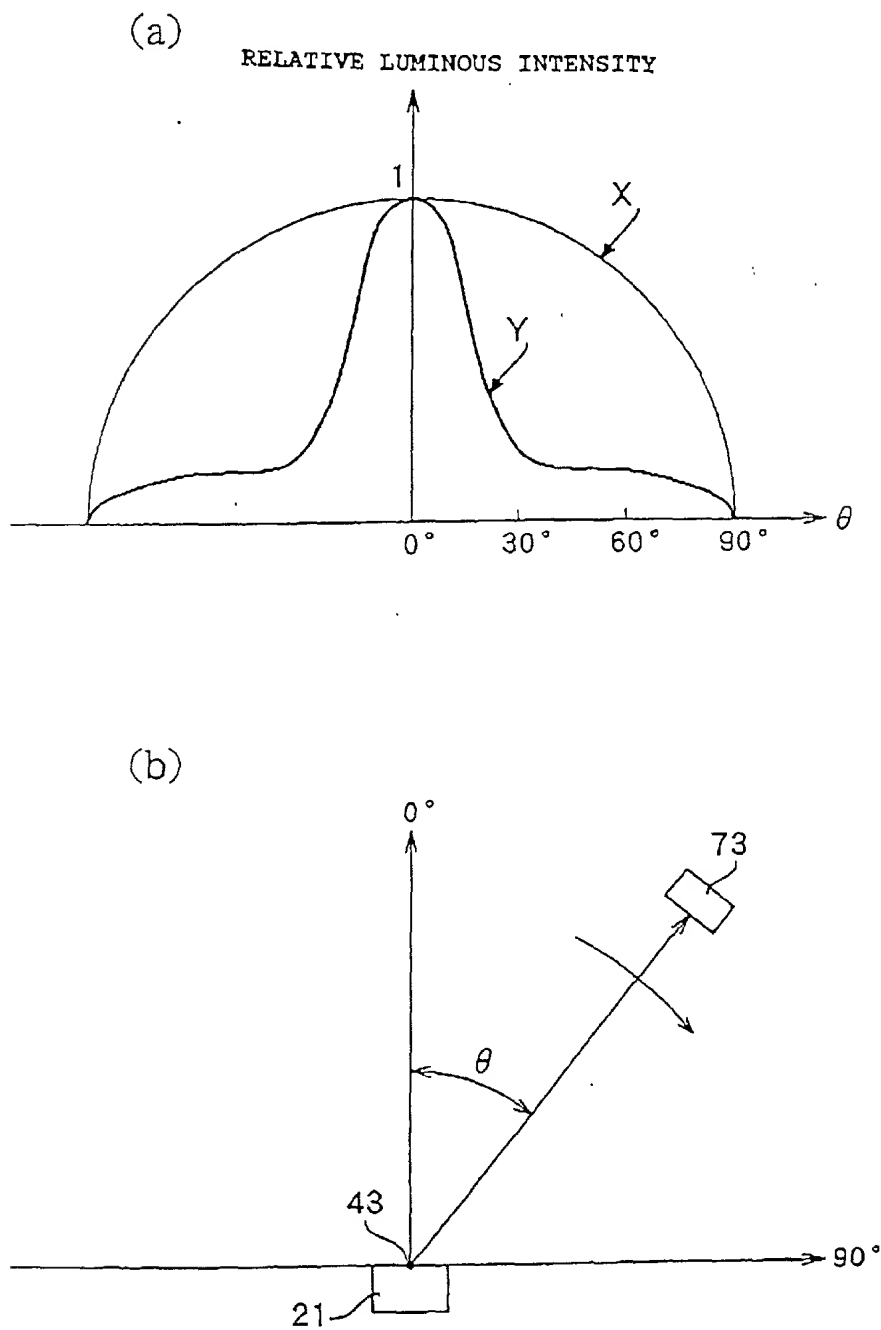 (a)
RELATIVE LUMINOUS INTENSITY
1
X
Y
θ
0° 30° 60° 90°
(b)
0°
73
θ
43
90°
21